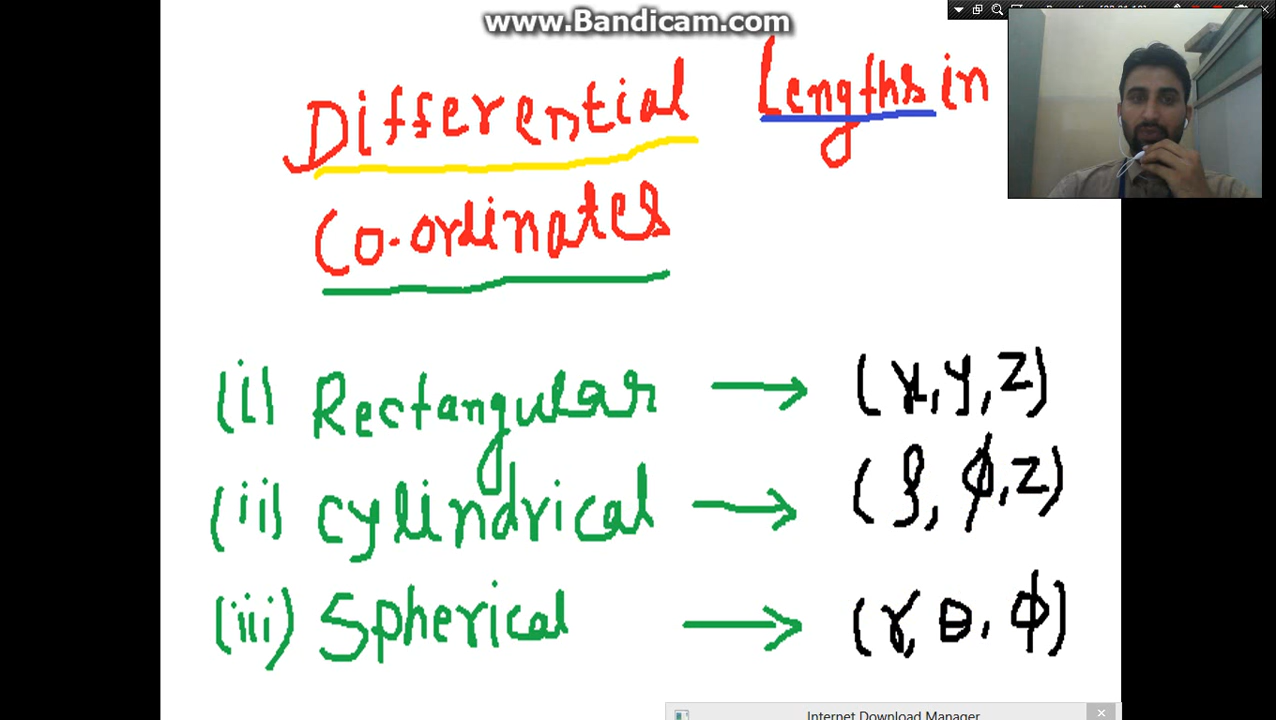 www.Bandicam.com
Differential Lengths in
Co-ordinates
(i) Rectangular → (x, y, z)
(ii) cylindrical → (ρ, ϕ, z)
(iii) Spherical → (r, θ, ϕ)
Internet Download Manager